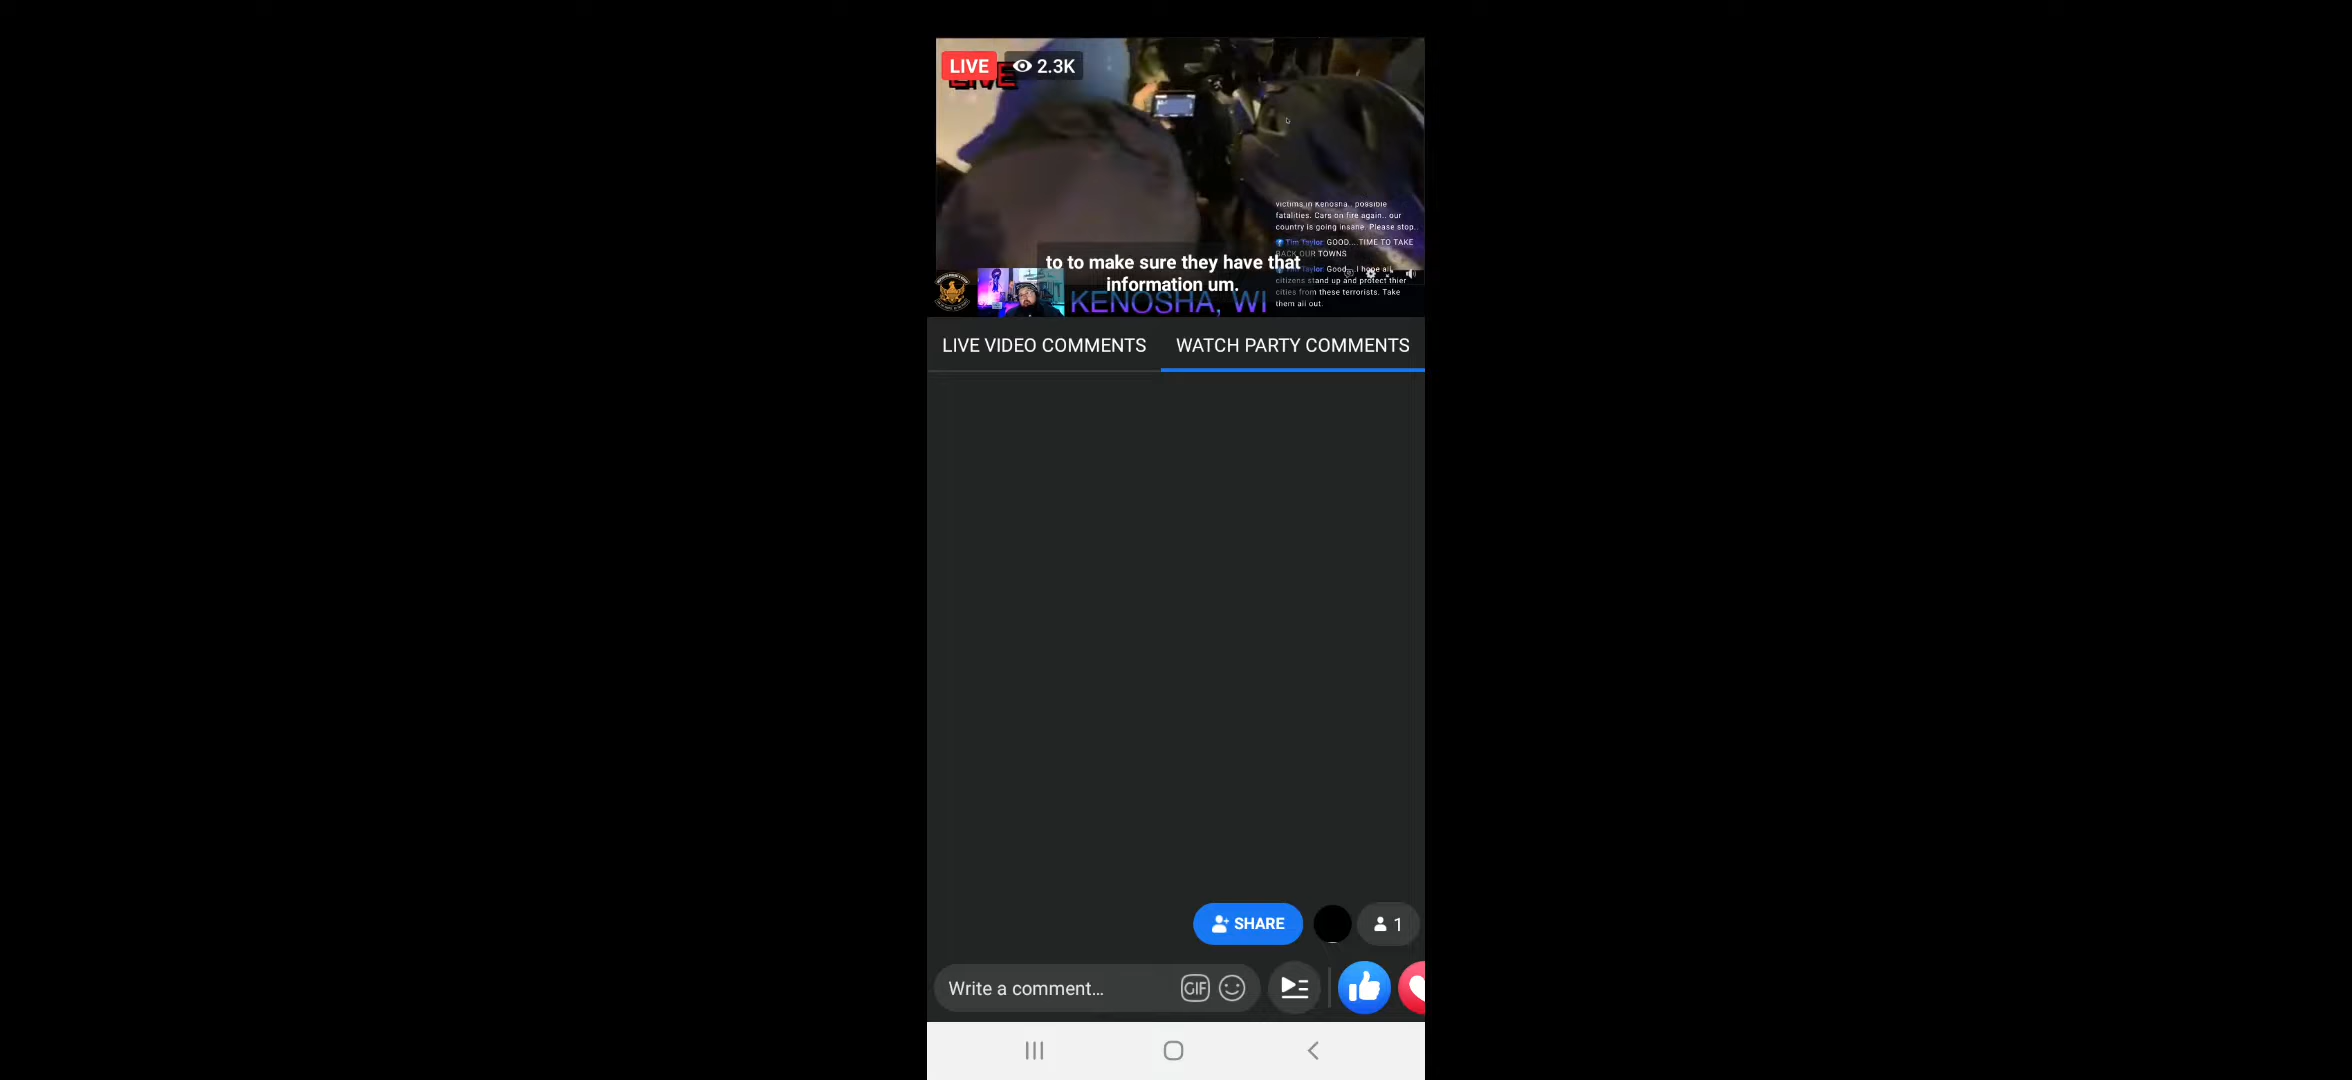 LIVE 2.3K
LIVE
victims in Kenosha.. possible
fatalities. Cars on fire again.. our
country is going insane. Please stop..
Tim Taylor: GOOD.... TIME TO TAKE
BACK OUR TOWNS
Tim Taylor: Good.. I hope all
citizens stand up and protect thier
cities from these terrorists. Take
them all out.
to to make sure they have that
information um.
KENOSHA, WI
LIVE VIDEO COMMENTS WATCH PARTY COMMENTS
SHARE 1
Write a comment... GIF